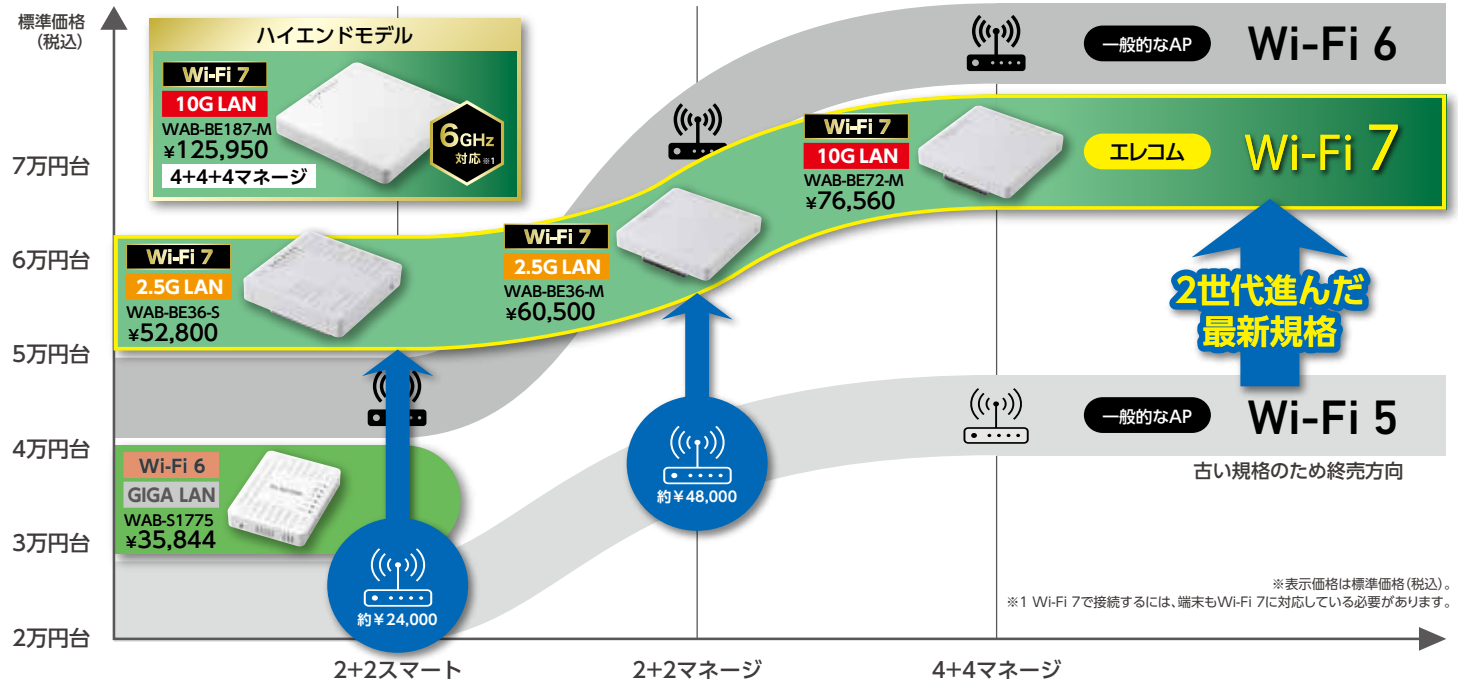 標準価格
(税込)
7万円台
6万円台
5万円台
4万円台
3万円台
2万円台
ハイエンドモデル
Wi-Fi 7
10G LAN
WAB-BE187-M
¥125,950
4+4+4マネージ
6GHz
対応※1
Wi-Fi 7
2.5G LAN
WAB-BE36-S
¥52,800
Wi-Fi 7
2.5G LAN
WAB-BE36-M
¥60,500
Wi-Fi 7
10G LAN
WAB-BE72-M
¥76,560
Wi-Fi 6
GIGA LAN
WAB-S1775
¥35,844
約¥24,000
約¥48,000
一般的なAP Wi-Fi 6
エレコム Wi-Fi 7
2世代進んだ
最新規格
一般的なAP Wi-Fi 5
古い規格のため終売方向
※表示価格は標準価格(税込)。
※1 Wi-Fi 7で接続するには、端末もWi-Fi 7に対応している必要があります。
2+2スマート
2+2マネージ
4+4マネージ